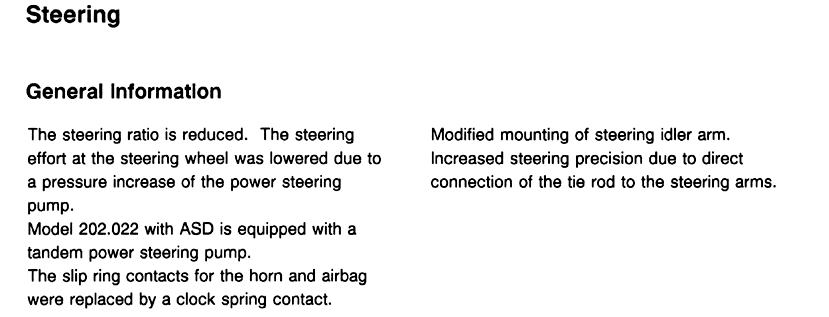 Steering
General Information
The steering ratio is reduced. The steering
effort at the steering wheel was lowered due to
a pressure increase of the power steering
pump.
Model 202.022 with ASD is equipped with a
tandem power steering pump.
The slip ring contacts for the horn and airbag
were replaced by a clock spring contact.
Modified mounting of steering idler arm.
Increased steering precision due to direct
connection of the tie rod to the steering arms.